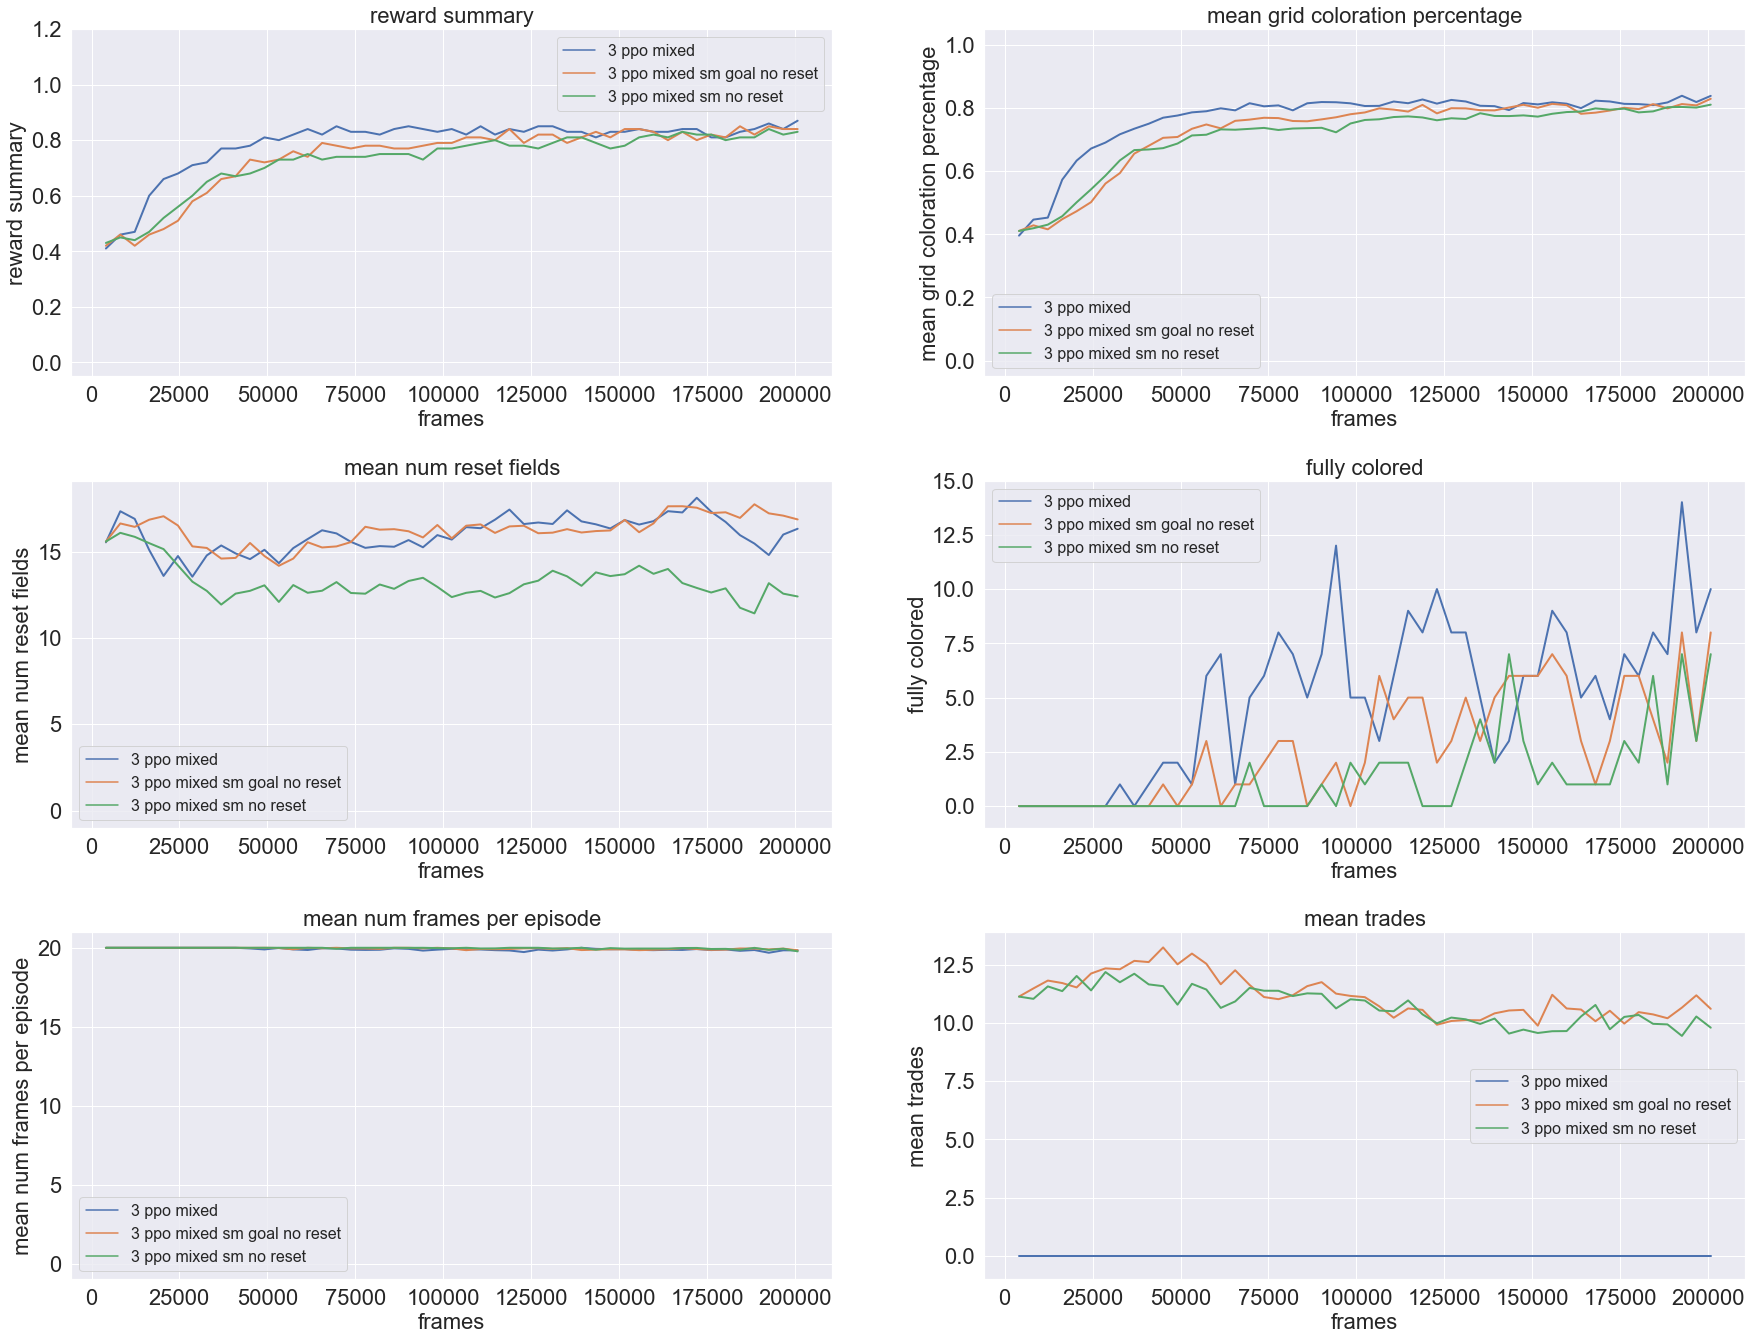 reward summary
reward summary
1.2
1.0
0.8
0.6
0.4
0.2
0.0
3 ppo mixed
3 ppo mixed sm goal no reset
3 ppo mixed sm no reset
0 25000 50000 75000 100000 125000 150000 175000 200000
frames
mean grid coloration percentage
mean grid coloration percentage
1.0
0.8
0.6
0.4
0.2
0.0
3 ppo mixed
3 ppo mixed sm goal no reset
3 ppo mixed sm no reset
0 25000 50000 75000 100000 125000 150000 175000 200000
frames
mean num reset fields
mean num reset fields
15
10
5
0
3 ppo mixed
3 ppo mixed sm goal no reset
3 ppo mixed sm no reset
0 25000 50000 75000 100000 125000 150000 175000 200000
frames
fully colored
fully colored
15.0
12.5
10.0
7.5
5.0
2.5
0.0
3 ppo mixed
3 ppo mixed sm goal no reset
3 ppo mixed sm no reset
0 25000 50000 75000 100000 125000 150000 175000 200000
frames
mean num frames per episode
mean num frames per episode
20
15
10
5
0
3 ppo mixed
3 ppo mixed sm goal no reset
3 ppo mixed sm no reset
0 25000 50000 75000 100000 125000 150000 175000 200000
frames
mean trades
mean trades
12.5
10.0
7.5
5.0
2.5
0.0
3 ppo mixed
3 ppo mixed sm goal no reset
3 ppo mixed sm no reset
0 25000 50000 75000 100000 125000 150000 175000 200000
frames